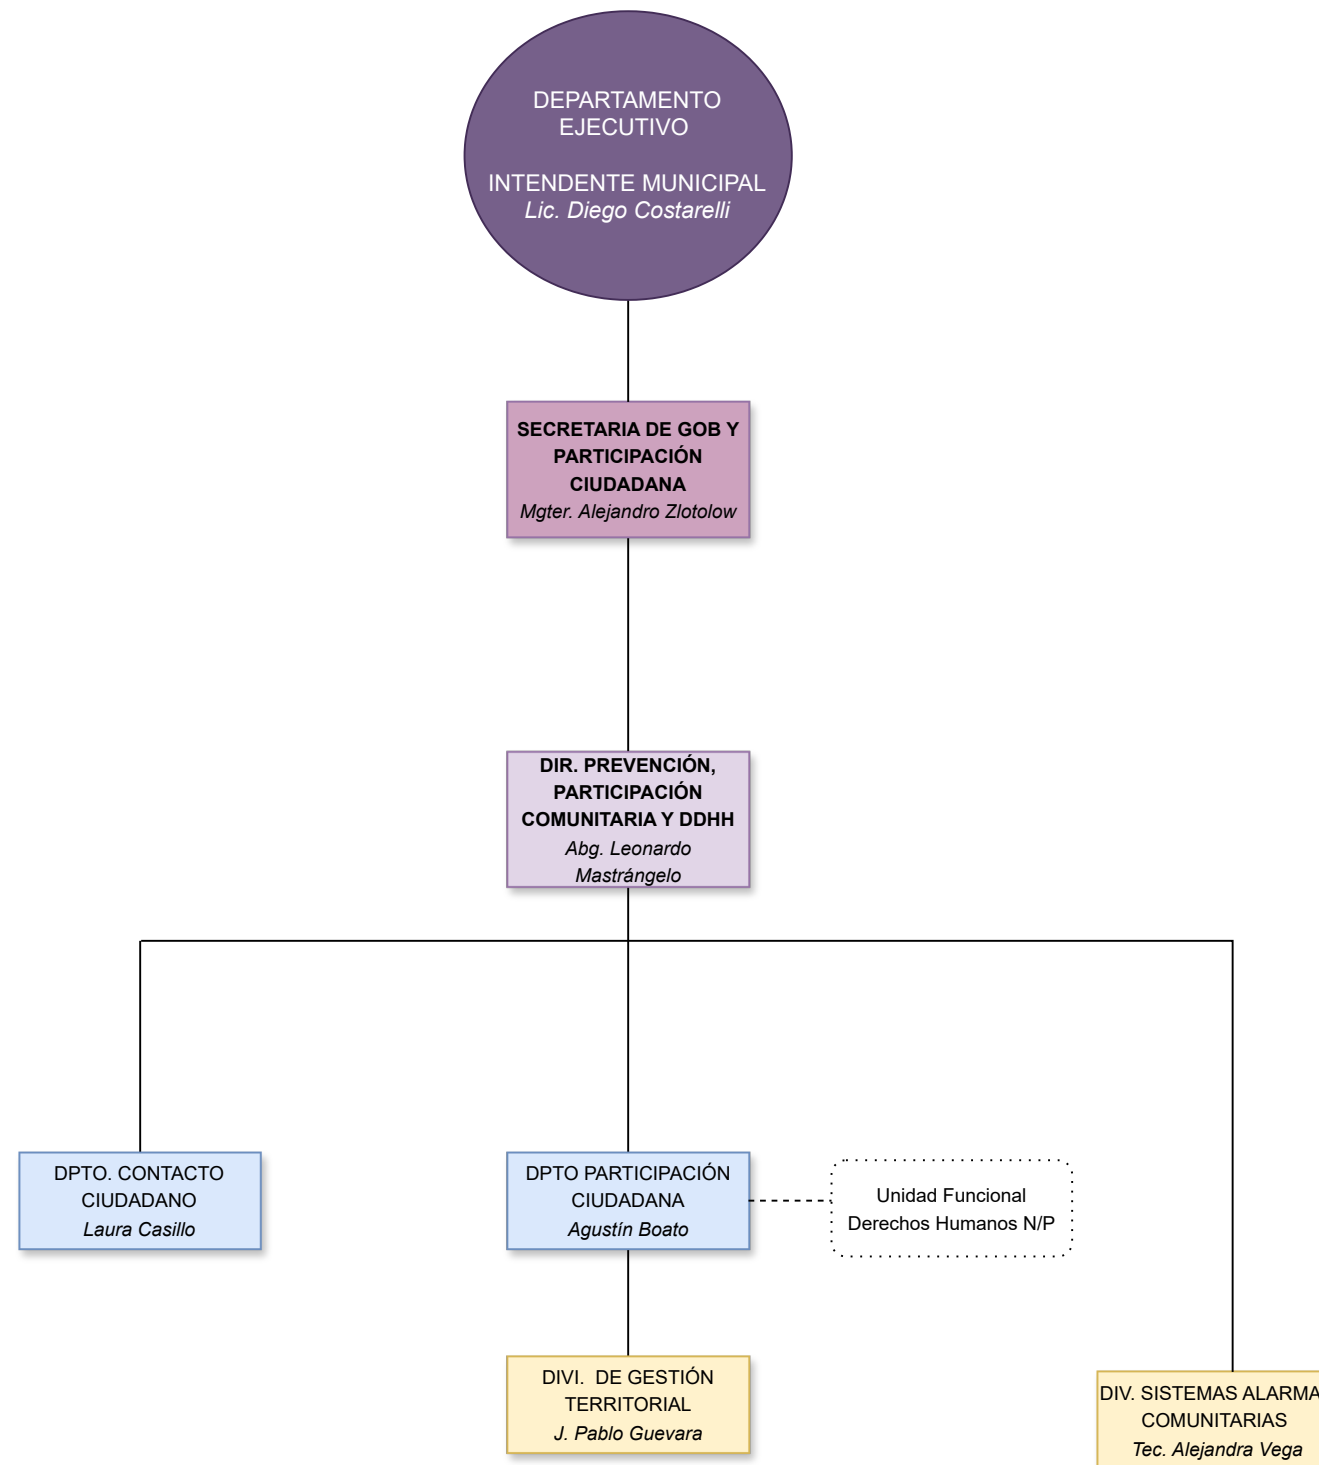 DEPARTAMENTO
EJECUTIVO
INTENDENTE MUNICIPAL
Lic. Diego Costarelli
SECRETARIA DE GOB Y
PARTICIPACIÓN
CIUDADANA
Mgter. Alejandro Zlotolow
DIR. PREVENCIÓN,
PARTICIPACIÓN
COMUNITARIA Y DDHH
Abg. Leonardo
Mastrángelo
DPTO. CONTACTO
CIUDADANO
Laura Casillo
DPTO PARTICIPACIÓN
CIUDADANA
Agustín Boato
Unidad Funcional
Derechos Humanos N/P
DIVI. DE GESTIÓN
TERRITORIAL
J. Pablo Guevara
DIV. SISTEMAS ALARMA
COMUNITARIAS
Tec. Alejandra Vega